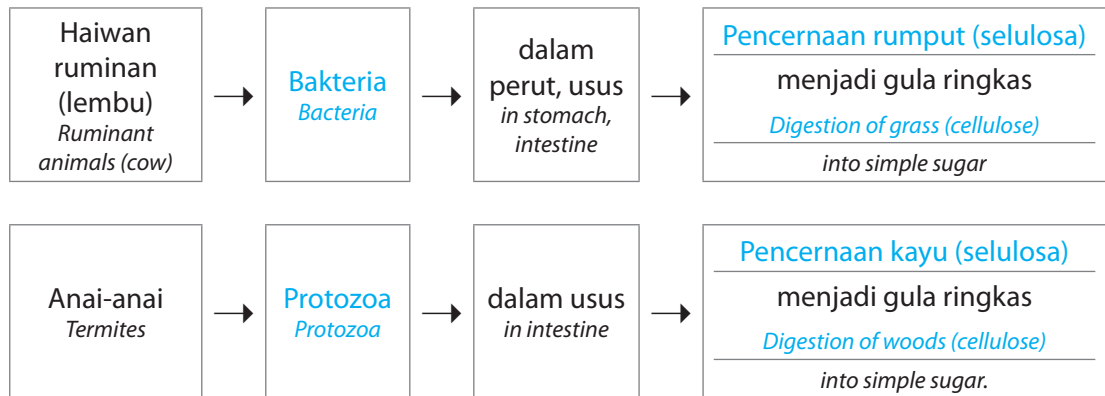 Haiwan
ruminan
(lembu)
Ruminant
animals (cow)
Bakteria
Bacteria
dalam
perut, usus
in stomach,
intestine
Pencernaan rumput (selulosa)
menjadi gula ringkas
Digestion of grass (cellulose)
into simple sugar
Anai-anai
Termites
Protozoa
Protozoa
dalam usus
in intestine
Pencernaan kayu (selulosa)
menjadi gula ringkas
Digestion of woods (cellulose)
into simple sugar.